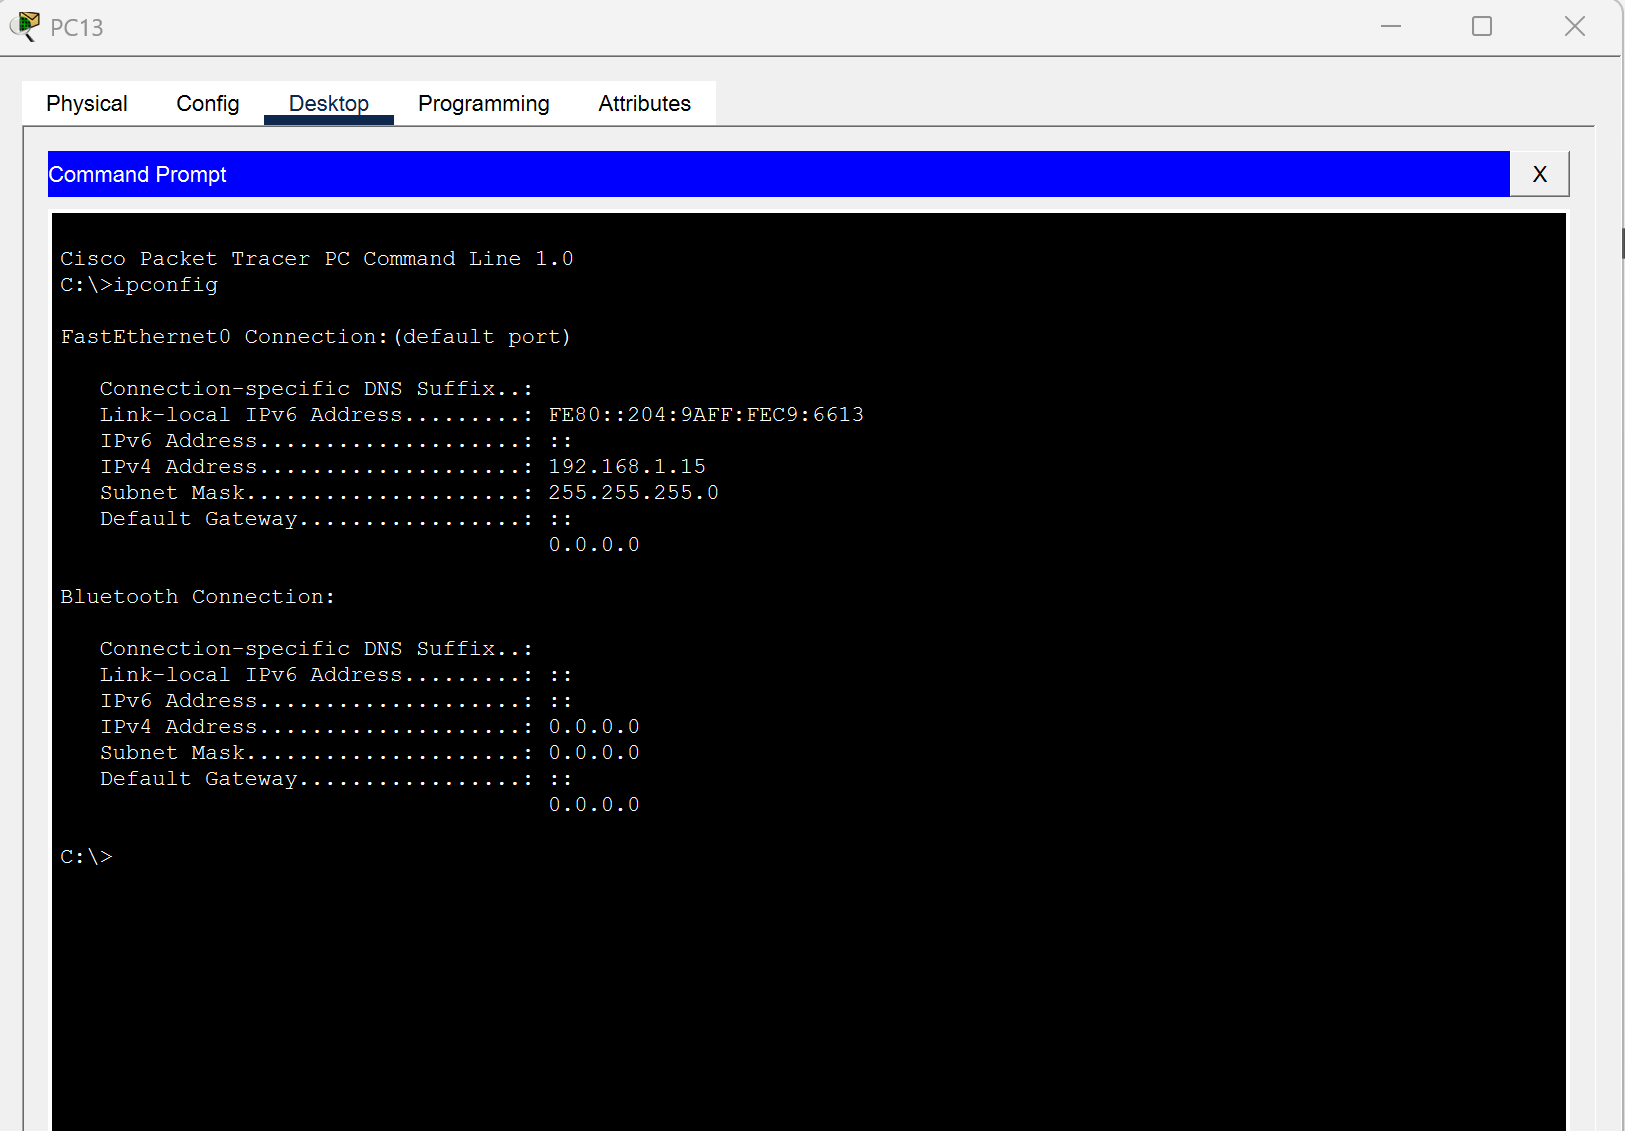 PC13
Physical Config Desktop Programming Attributes
Command Prompt X
Cisco Packet Tracer PC Command Line 1.0
C:\>ipconfig
FastEthernet0 Connection:(default port)
Connection-specific DNS Suffix..:
Link-local IPv6 Address.........: FE80::204:9AFF:FEC9:6613
IPv6 Address....................: ::
IPv4 Address....................: 192.168.1.15
Subnet Mask.....................: 255.255.255.0
Default Gateway.................: ::
0.0.0.0
Bluetooth Connection:
Connection-specific DNS Suffix..:
Link-local IPv6 Address.........: ::
IPv6 Address....................: ::
IPv4 Address....................: 0.0.0.0
Subnet Mask.....................: 0.0.0.0
Default Gateway.................: ::
0.0.0.0
C:\>